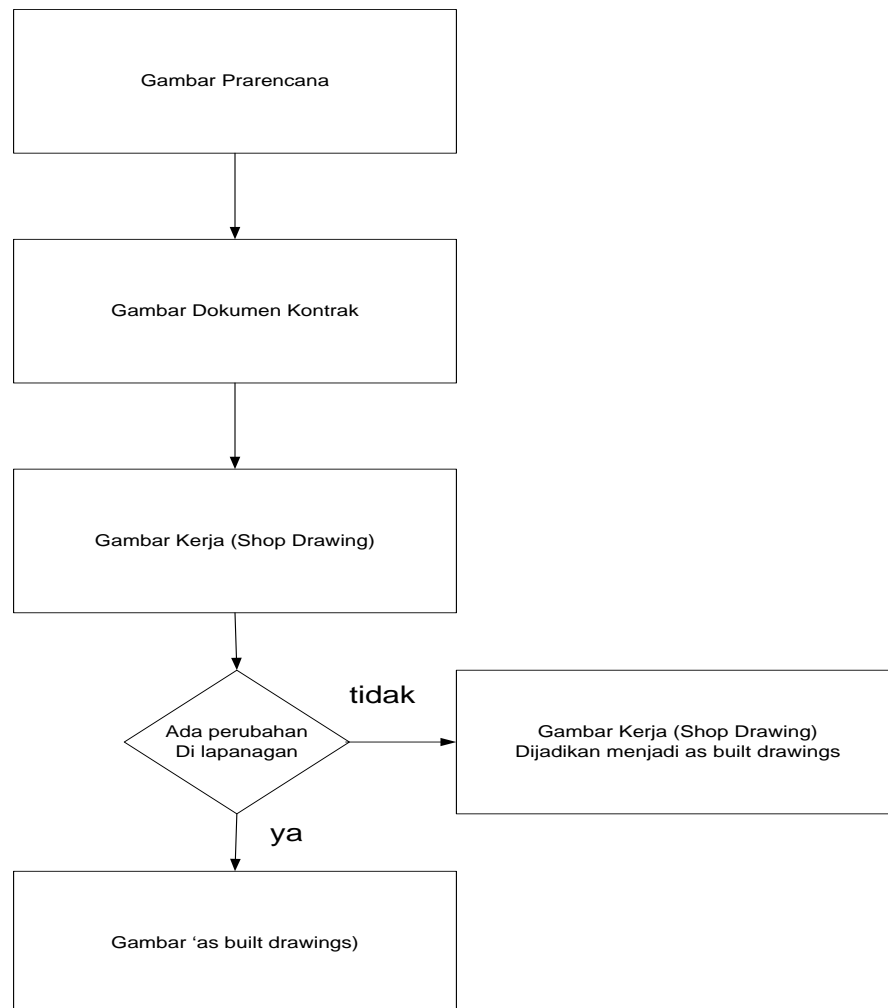 Gambar Prarencana
Gambar Dokumen Kontrak
Gambar Kerja (Shop Drawing)
Ada perubahan
Di lapanagan
tidak
Gambar Kerja (Shop Drawing)
Dijadikan menjadi as built drawings
ya
Gambar ‘as built drawings)